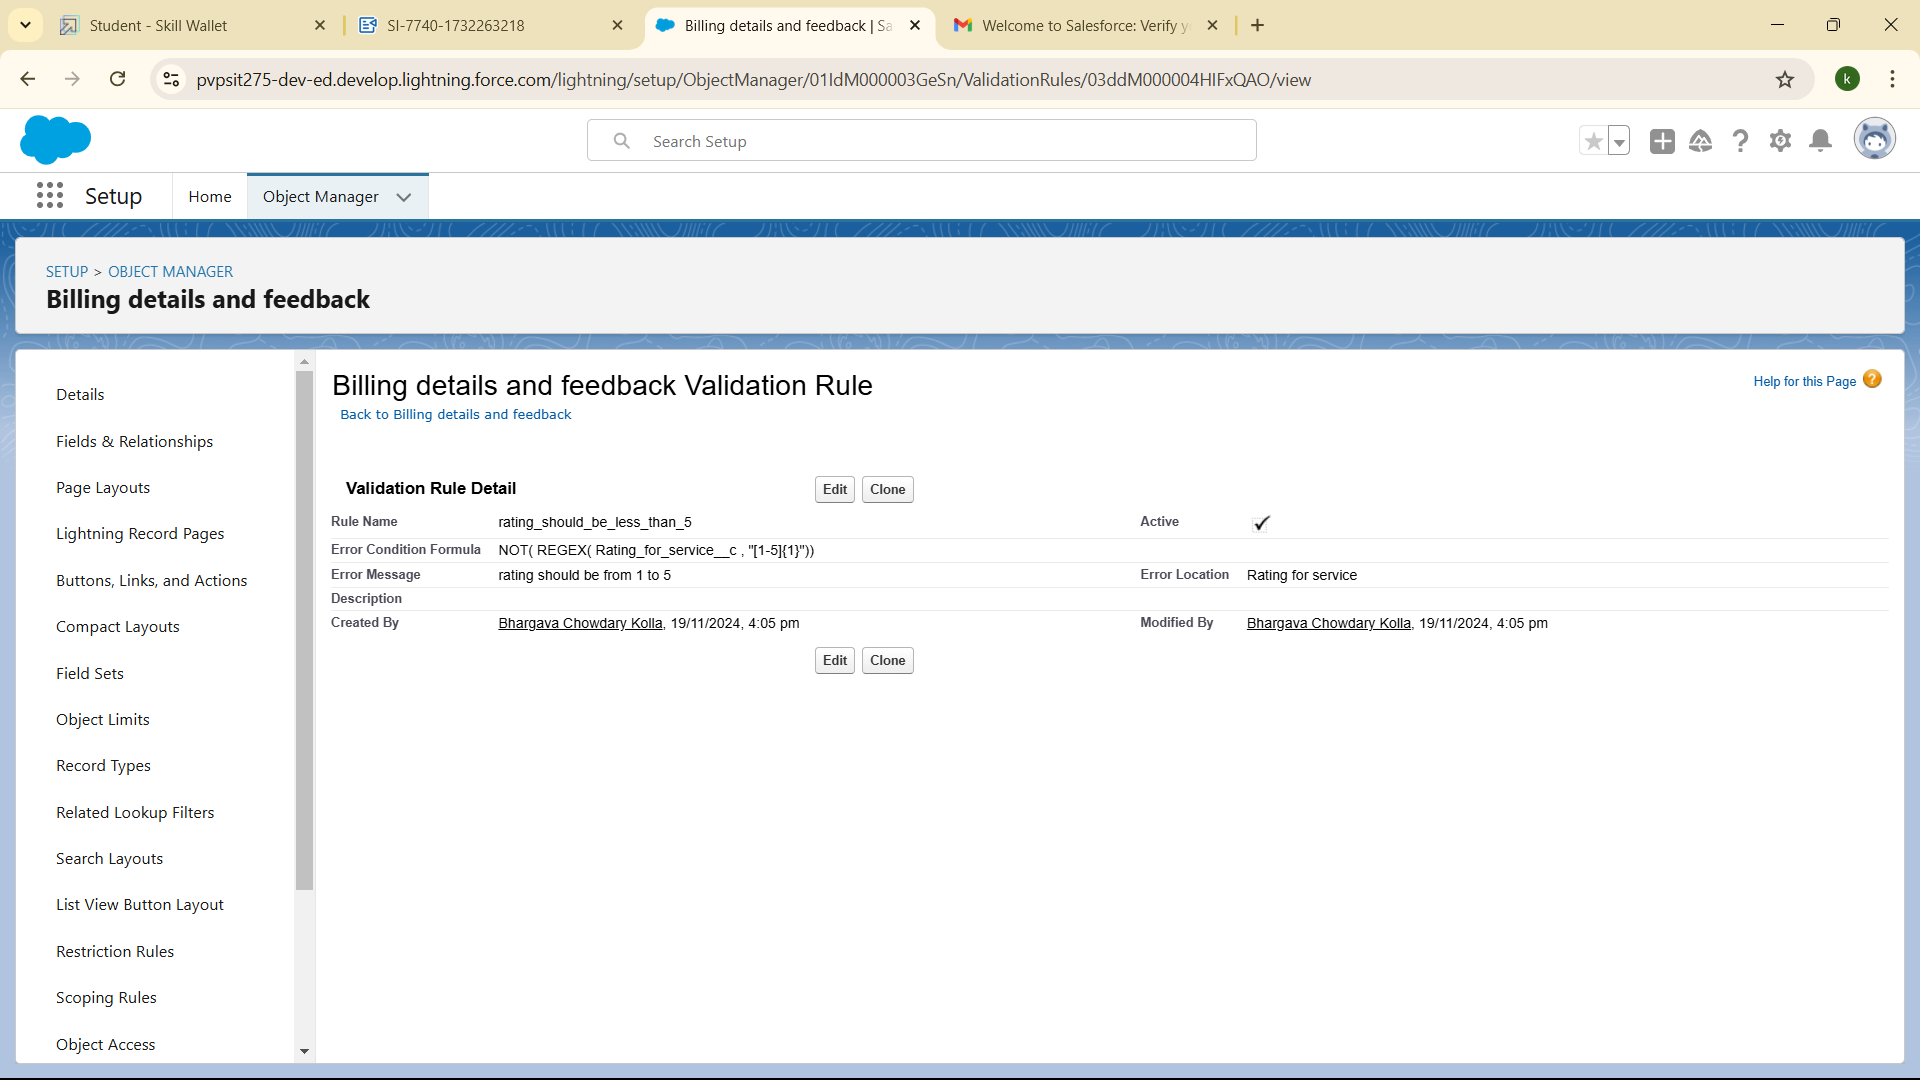 Student - Skill Wallet
SI-7740-1732263218
Billing details and feedback | Sa
Welcome to Salesforce: Verify y
pvpsit275-dev-ed.develop.lightning.force.com/lightning/setup/ObjectManager/01IdM000003GeSn/ValidationRules/03ddM000004HIFxQAO/view
k
Search Setup
Setup
Home
Object Manager
SETUP > OBJECT MANAGER
Billing details and feedback
Details
Fields & Relationships
Page Layouts
Lightning Record Pages
Buttons, Links, and Actions
Compact Layouts
Field Sets
Object Limits
Record Types
Related Lookup Filters
Search Layouts
List View Button Layout
Restriction Rules
Scoping Rules
Object Access
Billing details and feedback Validation Rule
Help for this Page
Back to Billing details and feedback
Validation Rule Detail
Edit Clone
Rule Name rating_should_be_less_than_5 Active
Error Condition Formula NOT( REGEX( Rating_for_service__c , "[1-5]{1}"))
Error Message rating should be from 1 to 5 Error Location Rating for service
Description
Created By Bhargava Chowdary Kolla, 19/11/2024, 4:05 pm Modified By Bhargava Chowdary Kolla, 19/11/2024, 4:05 pm
Edit Clone